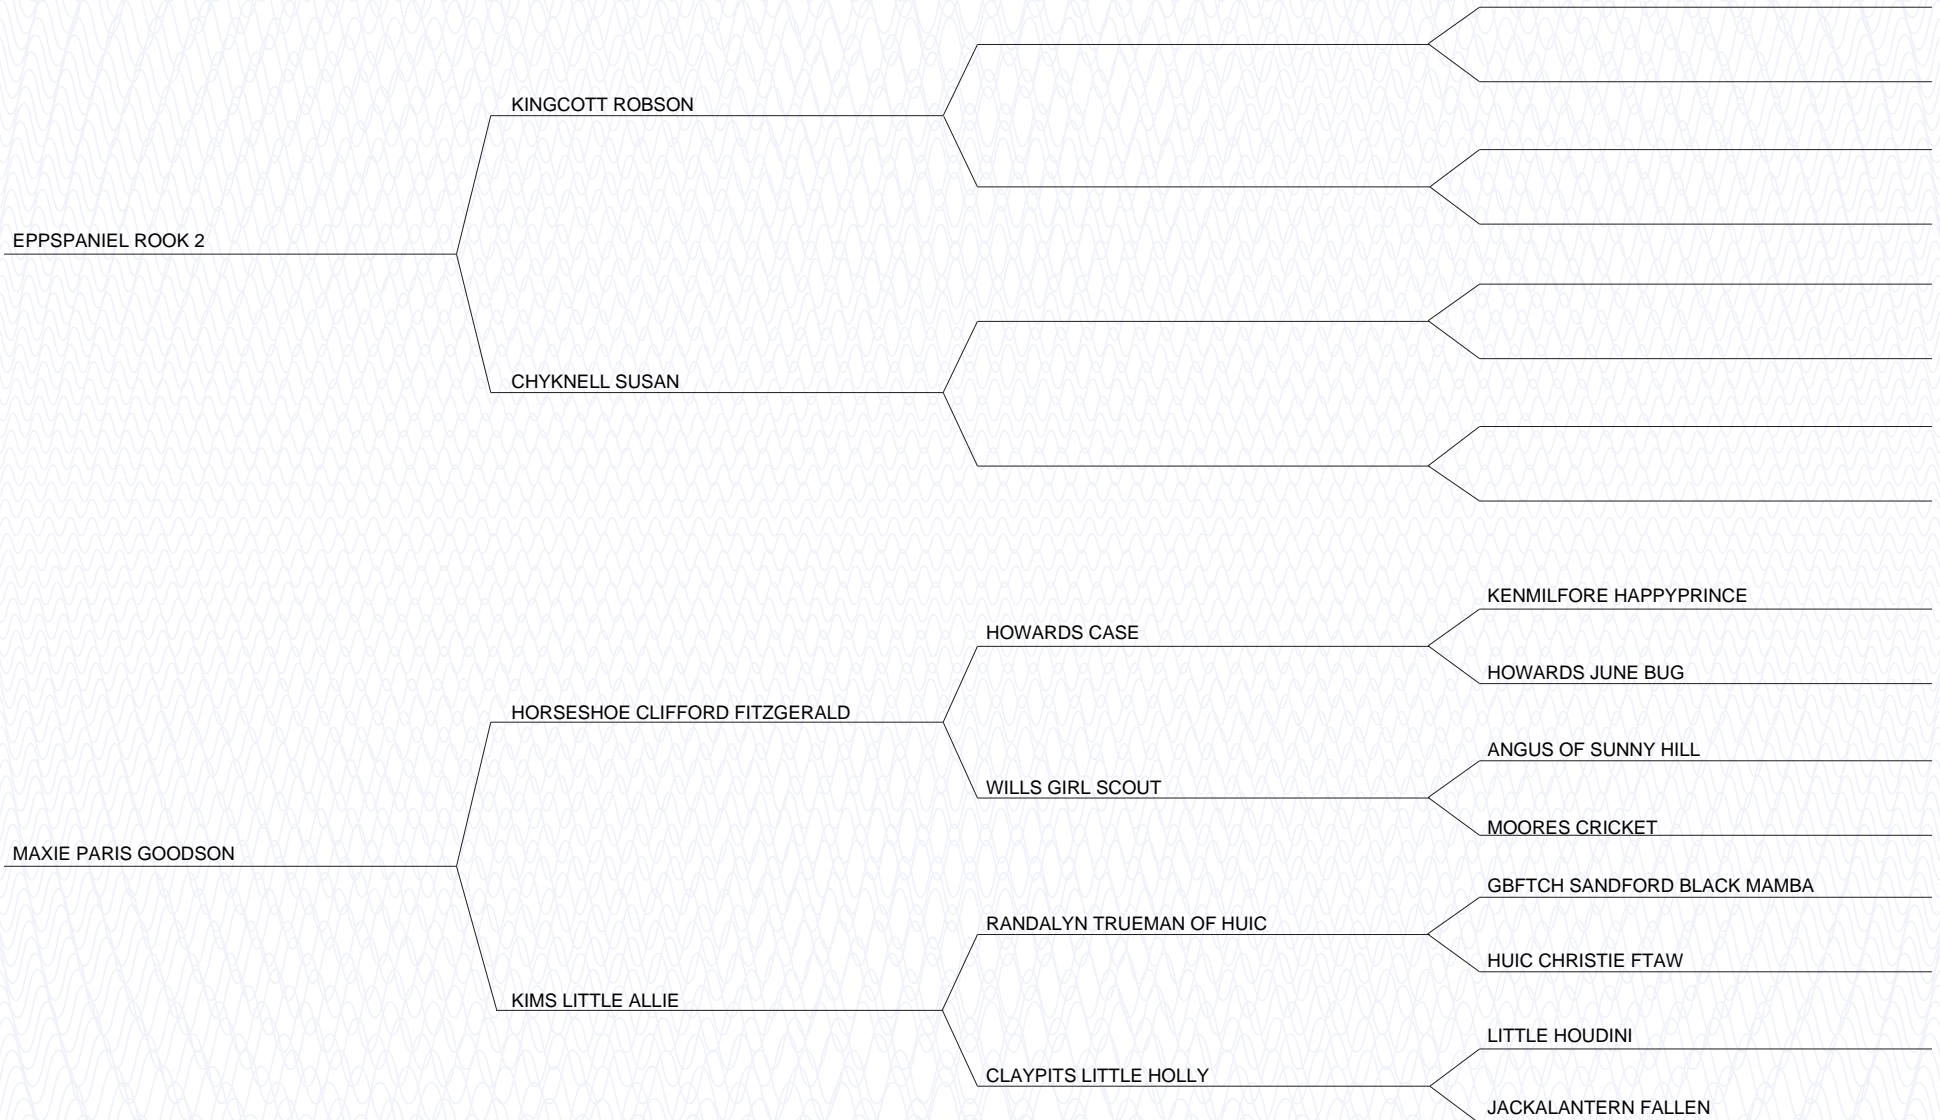 KINGCOTT ROBSON
EPPSPANIEL ROOK 2
CHYKNELL SUSAN
KENMILFORE HAPPYPRINCE
HOWARDS CASE
HOWARDS JUNE BUG
HORSESHOE CLIFFORD FITZGERALD
ANGUS OF SUNNY HILL
WILLS GIRL SCOUT
MOORES CRICKET
MAXIE PARIS GOODSON
GBFTCH SANDFORD BLACK MAMBA
RANDALYN TRUEMAN OF HUIC
HUIC CHRISTIE FTAW
KIMS LITTLE ALLIE
LITTLE HOUDINI
CLAYPITS LITTLE HOLLY
JACKALANTERN FALLEN